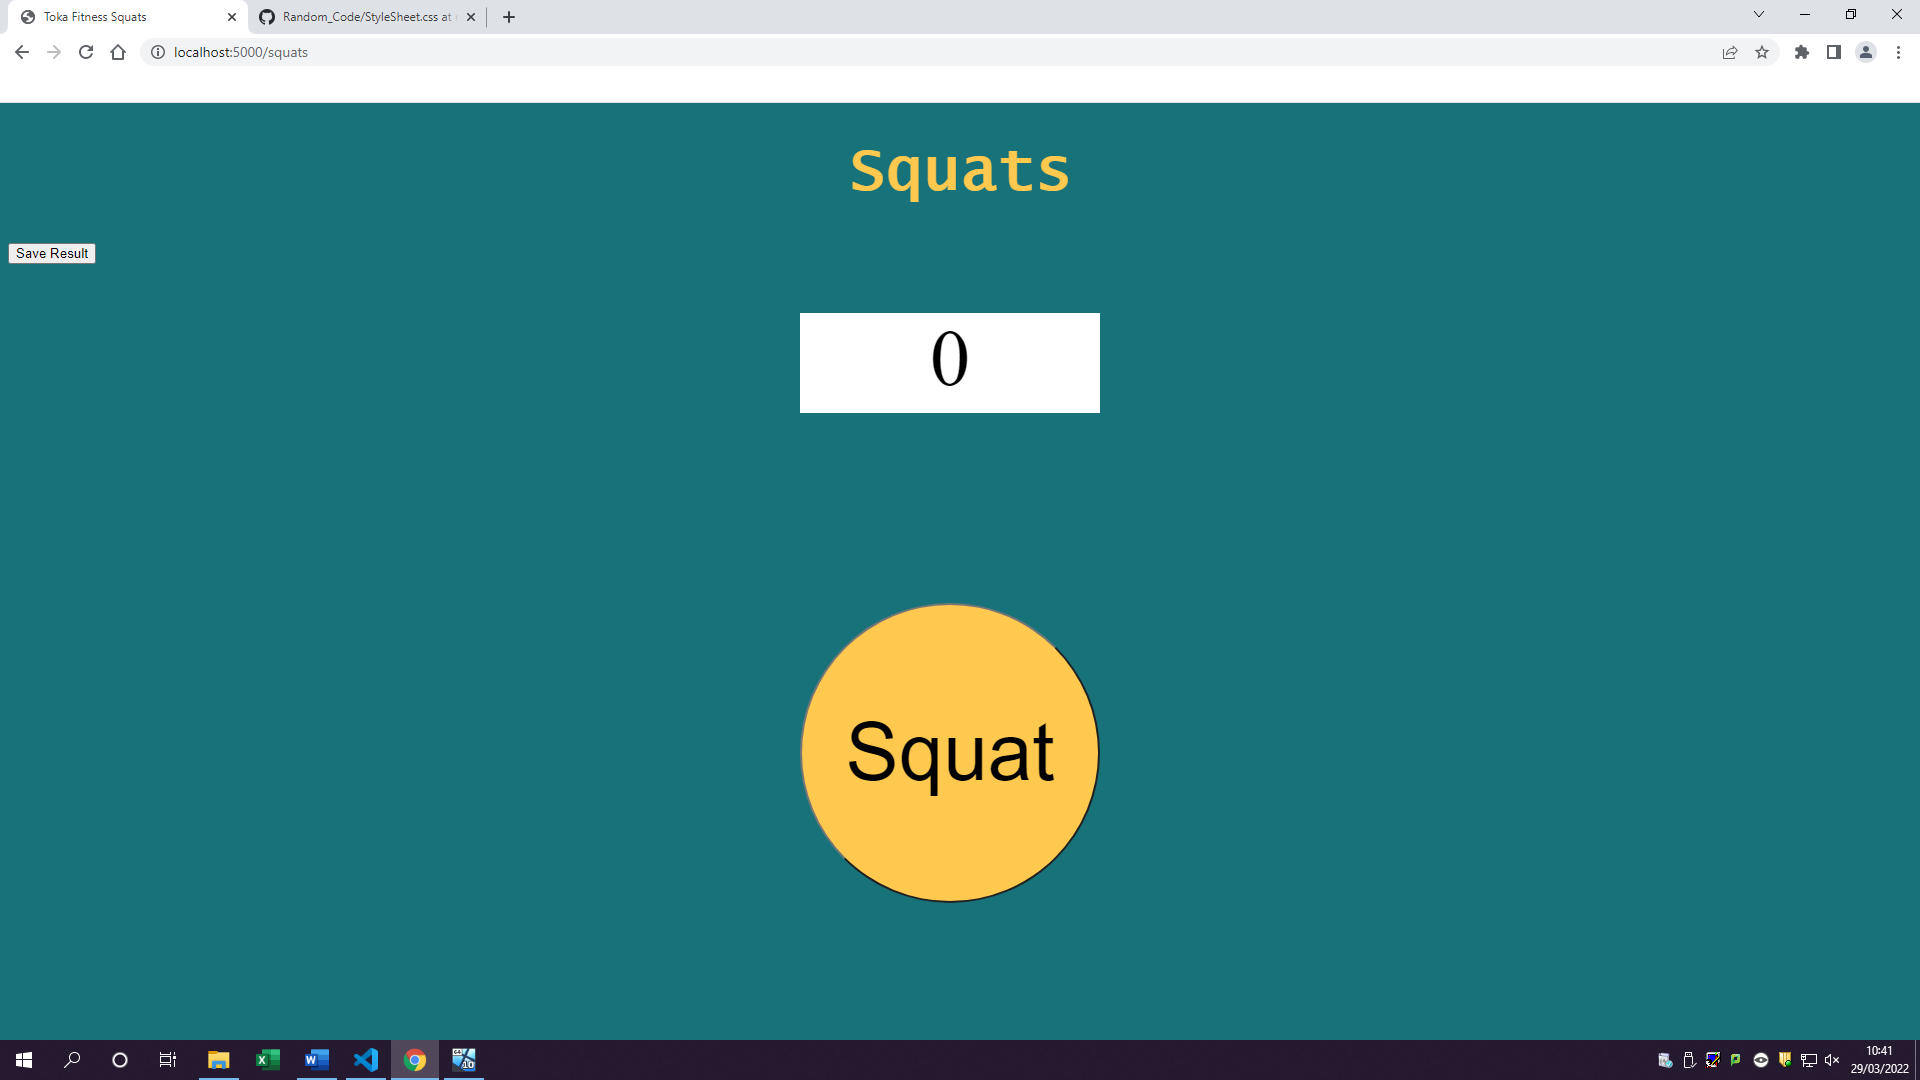 Toka Fitness Squats
Random_Code/StyleSheet.css at
localhost:5000/squats
Squats
Save Result
0
Squat
10:41
29/03/2022